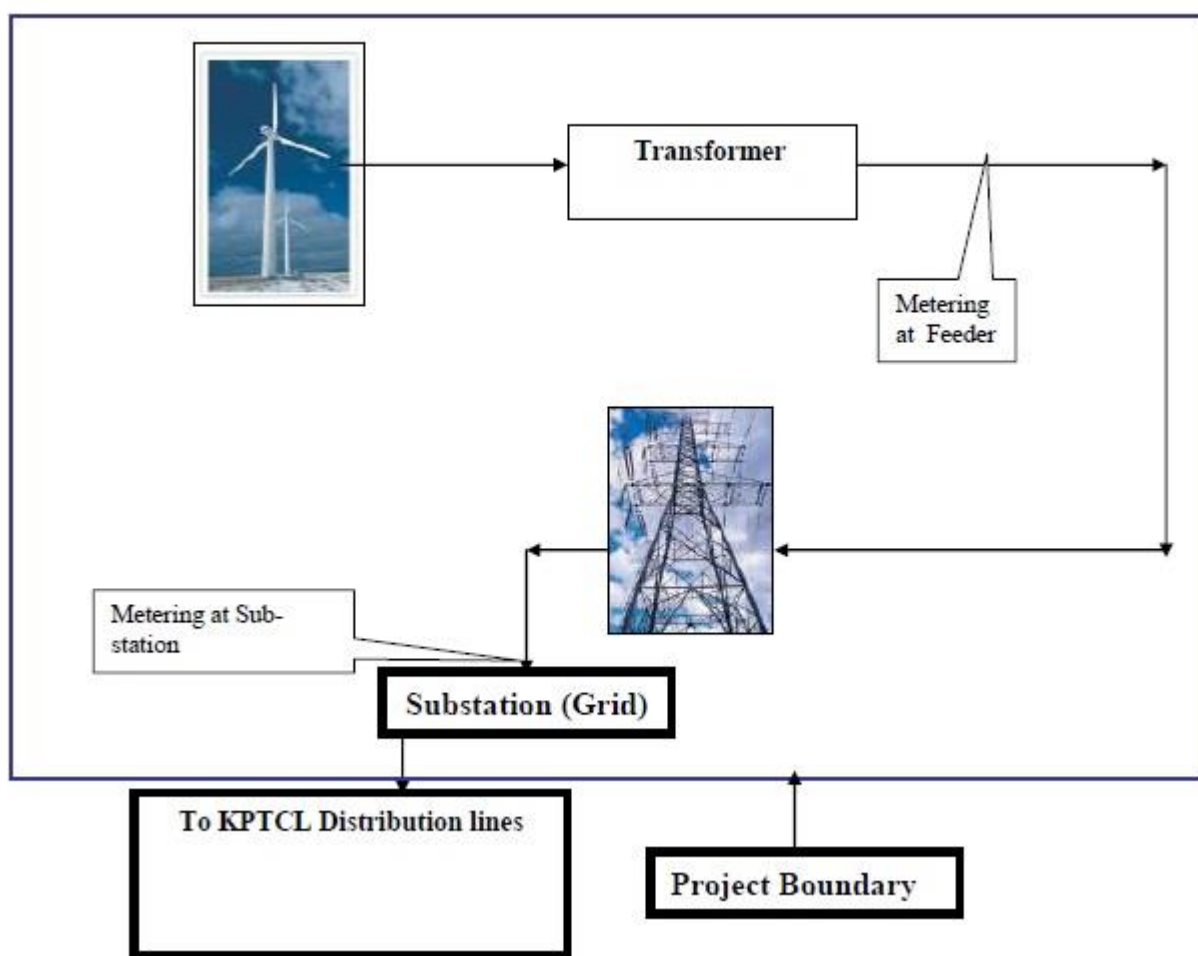 Transformer
Metering
at Feeder
Metering at Sub-
station
Substation (Grid)
To KPTCL Distribution lines
Project Boundary